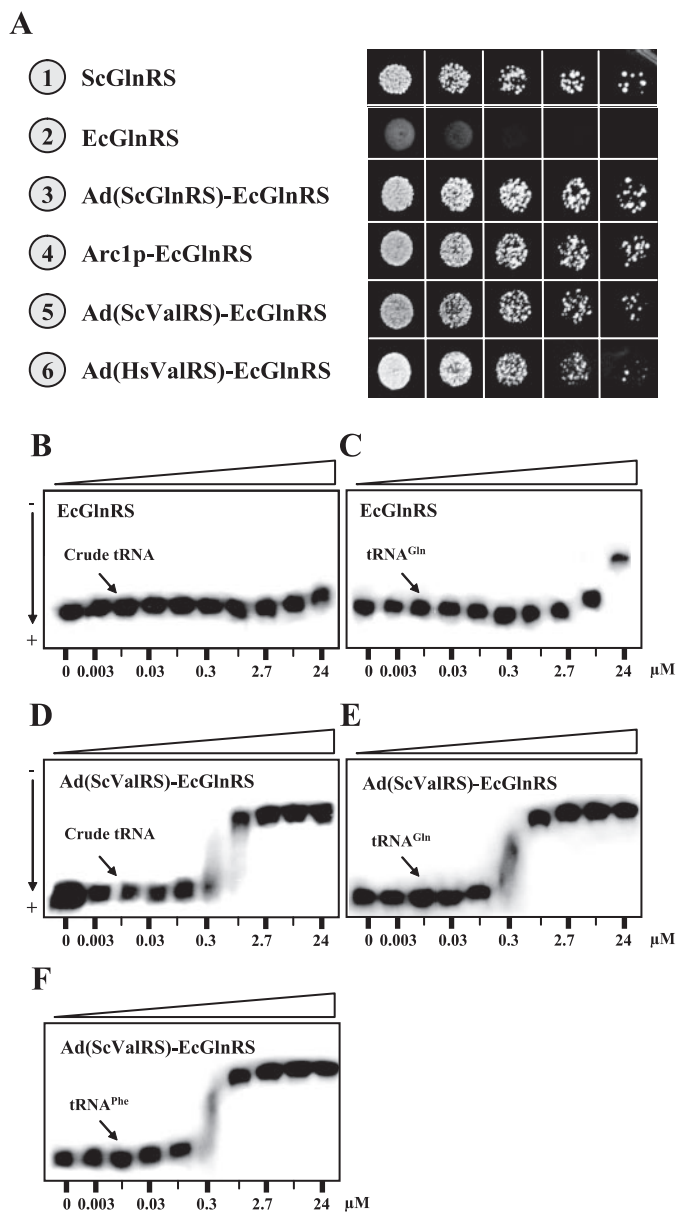 A
1 ScGlnRS
2 EcGlnRS
3 Ad(ScGlnRS)-EcGlnRS
4 Arc1p-EcGlnRS
5 Ad(ScValRS)-EcGlnRS
6 Ad(HsValRS)-EcGlnRS
B
-
+
EcGlnRS
Crude tRNA
0 0.003 0.03 0.3 2.7 24
C
EcGlnRS
tRNAGln
0 0.003 0.03 0.3 2.7 24 µM
D
-
+
Ad(ScValRS)-EcGlnRS
Crude tRNA
0 0.003 0.03 0.3 2.7 24
E
Ad(ScValRS)-EcGlnRS
tRNAGln
0 0.003 0.03 0.3 2.7 24 µM
F
Ad(ScValRS)-EcGlnRS
tRNAPhe
0 0.003 0.03 0.3 2.7 24 µM